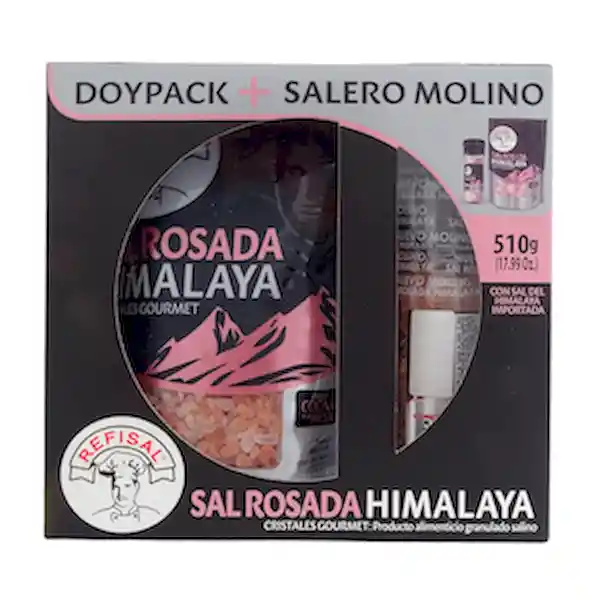 DOYPACK + SALERO MOLINO
HIMALAYA
510g
(17.99 Oz.)
CON SAL DEL
HIMALAYA
IMPORTADA
ROSADA
IMALAYA
ALES GOURMET
REFISAL
SAL ROSADA HIMALAYA
CRISTALES GOURMET: Producto alimenticio granulado salino